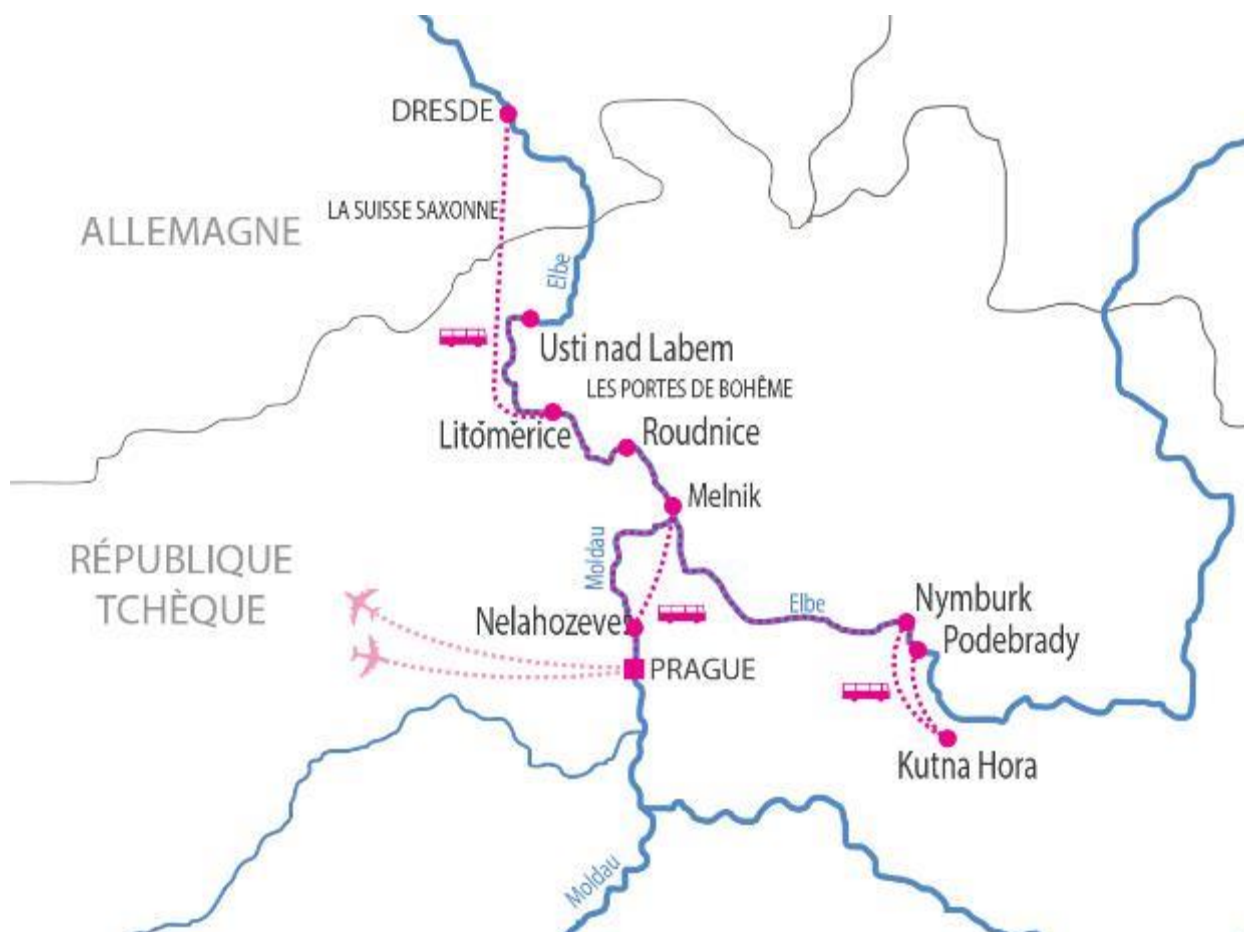 DRESDE
LA SUISSE SAXONNE
ALLEMAGNE
Elbe
Usti nad Labem
LES PORTES DE BOHÊME
Litoměrice
Roudnice
Melnik
Moldau
RÉPUBLIQUE
TCHÈQUE
Elbe
Nymburk
Nelahozeves
Podebrady
PRAGUE
Kutna Hora
Moldau